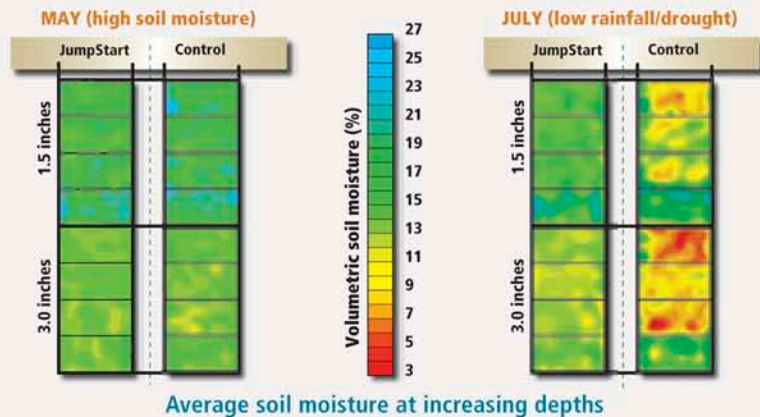 MAY (high soil moisture)
JumpStart Control
1.5 inches
3.0 inches
Volumetric soil moisture (%)
27
25
23
21
19
17
15
13
11
9
7
5
3
JULY (low rainfall/drought)
JumpStart Control
1.5 inches
3.0 inches
Average soil moisture at increasing depths